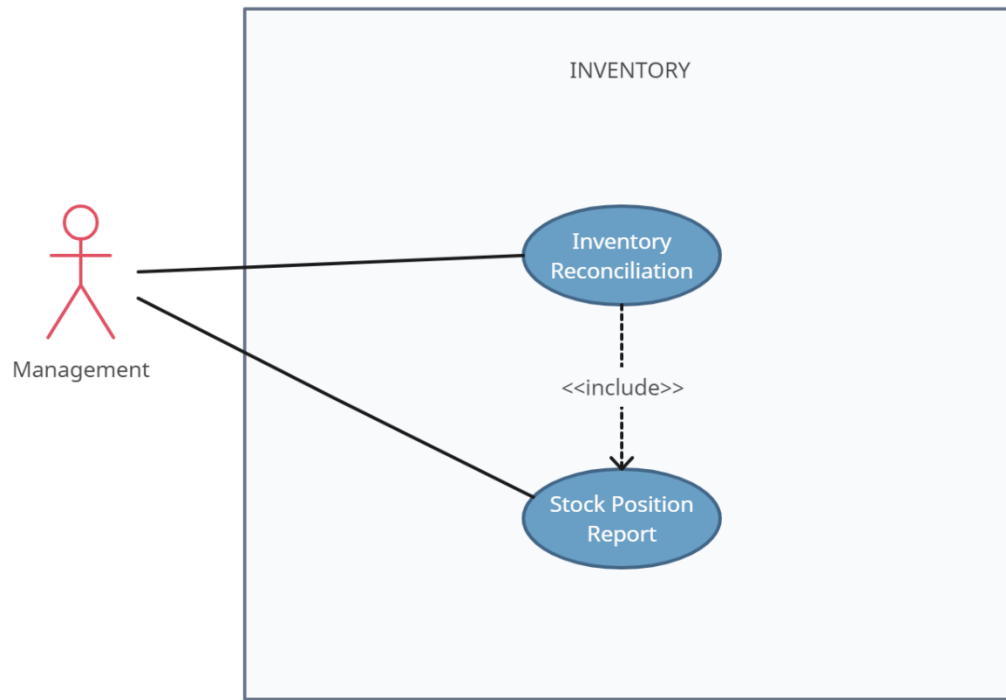 INVENTORY
Inventory
Reconciliation
Management
<<include>>
Stock Position
Report